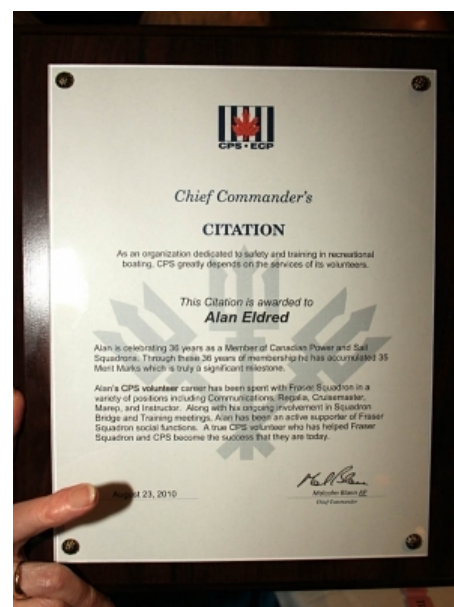 CPS • ECP
Chief Commander's
CITATION
As an organization dedicated to safety and training in recreational
boating, CPS greatly depends on the services of its volunteers.
This Citation is awarded to
Alan Eldred
Alan is celebrating 36 years as a Member of Canadian Power and Sail
Squadrons. Through these 36 years of membership he has accumulated 35
Merit Marks which is truly a significant milestone.
Alan's CPS volunteer career has been spent with Fraser Squadron in a
variety of positions including Communications, Regalia, Cruisemaster,
Marep, and Instructor. Along with his ongoing involvement in Squadron
Bridge and Training meetings, Alan has been an active supporter of Fraser
Squadron social functions. A true CPS volunteer who has helped Fraser
Squadron and CPS become the success that they are today.
August 23, 2010
Malcolm Blann AP
Chief Commander